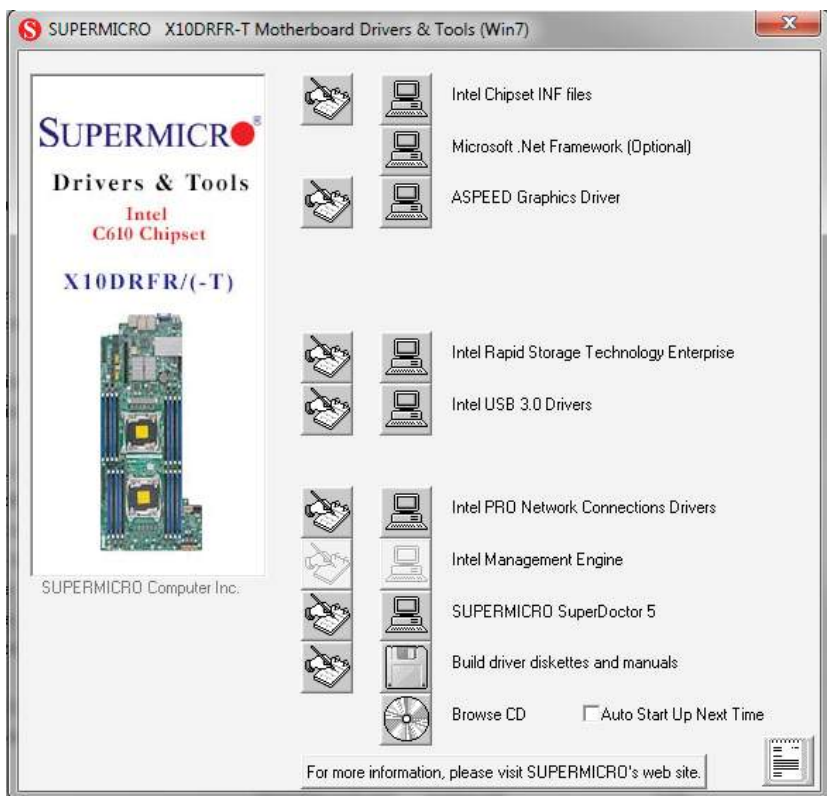 SUPERMICRO X10DRFR-T Motherboard Drivers & Tools (Win7)
SUPERMICRO®
Drivers & Tools
Intel
C610 Chipset
X10DRFR/(-T)
SUPERMICRO Computer Inc.
Intel Chipset INF files
Microsoft .Net Framework (Optional)
ASPEED Graphics Driver
Intel Rapid Storage Technology Enterprise
Intel USB 3.0 Drivers
Intel PRO Network Connections Drivers
Intel Management Engine
SUPERMICRO SuperDoctor 5
Build driver diskettes and manuals
Browse CD
Auto Start Up Next Time
For more information, please visit SUPERMICRO's web site.